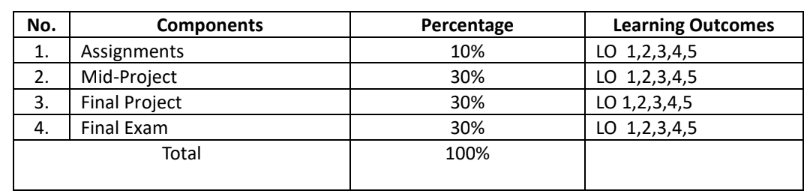 No. Components Percentage Learning Outcomes
1. Assignments 10% LO 1,2,3,4,5
2. Mid-Project 30% LO 1,2,3,4,5
3. Final Project 30% LO 1,2,3,4,5
4. Final Exam 30% LO 1,2,3,4,5
Total 100%